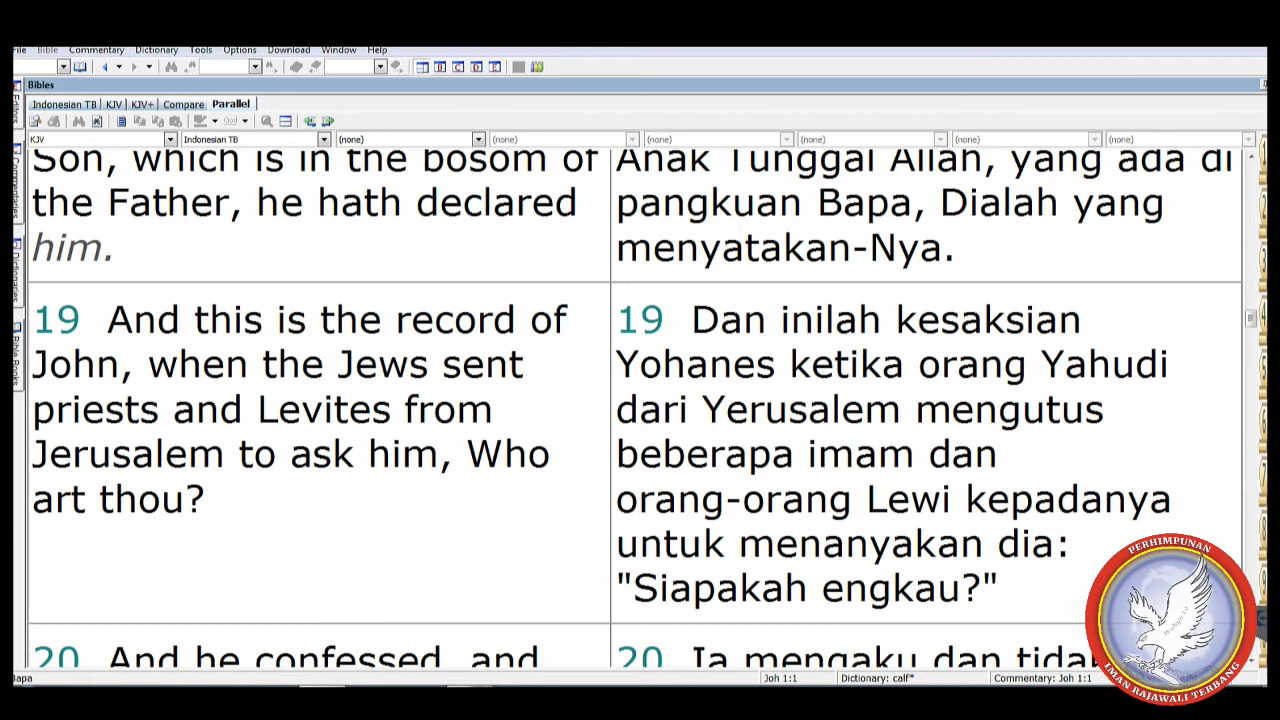 File Bible Commentary Dictionary Tools Options Download Window Help
Bibles
Indonesian TB KJV KJV+ Compare Parallel
KJV Indonesian TB (none) (none) (none) (none) (none) (none)
Son, which is in the bosom of
the Father, he hath declared
him.
19 And this is the record of
John, when the Jews sent
priests and Levites from
Jerusalem to ask him, Who
art thou?
20 And he confessed, and
Anak Tunggal Allah, yang ada di
pangkuan Bapa, Dialah yang
menyatakan-Nya.
19 Dan inilah kesaksian
Yohanes ketika orang Yahudi
dari Yerusalem mengutus
beberapa imam dan
orang-orang Lewi kepadanya
untuk menanyakan dia:
"Siapakah engkau?"
20 Ia mengaku dan
Editors
Commentaries
Dictionaries
Bible Books
PERHIMPUNAN
IMAN RAJAWALI TERBANG
Bapa Joh 1:1 Dictionary: calf* Commentary: Joh 1:1